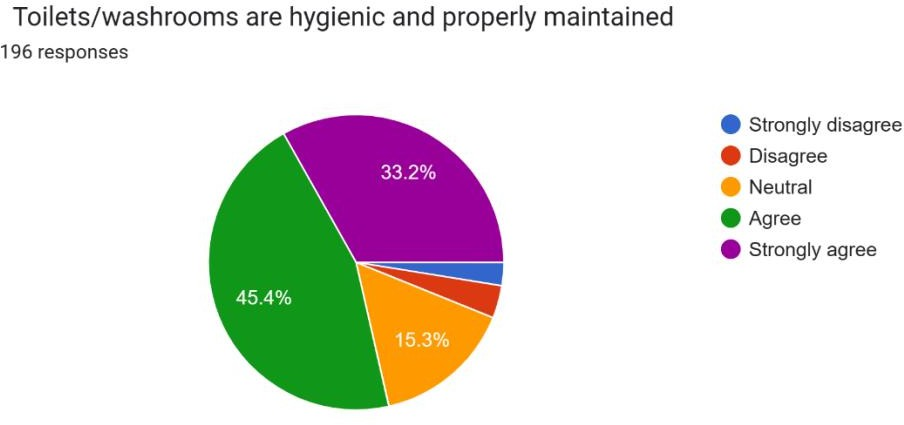 Toilets/washrooms are hygienic and properly maintained
196 responses
33.2%
45.4%
15.3%
Strongly disagree
Disagree
Neutral
Agree
Strongly agree